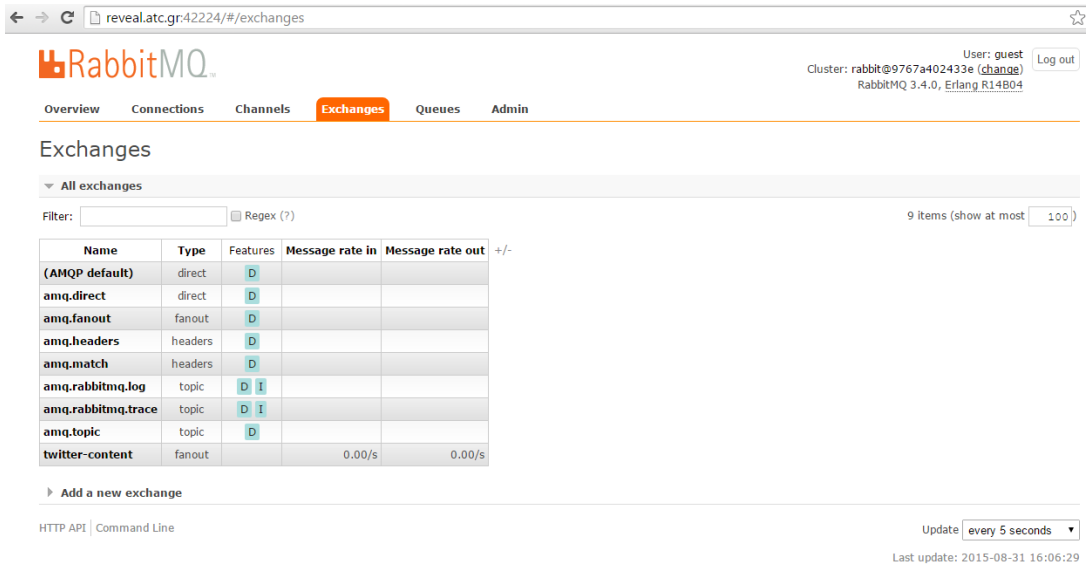 reveal.atc.gr:42224/#/exchanges
RabbitMQ
User: guest
Log out
Cluster: rabbit@9767a402433e (change)
RabbitMQ 3.4.0, Erlang R14B04
Overview Connections Channels Exchanges Queues Admin
Exchanges
All exchanges
Filter: Regex (?) 9 items (show at most 100 )
Name Type Features Message rate in Message rate out +/-
(AMQP default) direct D
amq.direct direct D
amq.fanout fanout D
amq.headers headers D
amq.match headers D
amq.rabbitmq.log topic D I
amq.rabbitmq.trace topic D I
amq.topic topic D
twitter-content fanout 0.00/s 0.00/s
Add a new exchange
HTTP API Command Line Update every 5 seconds
Last update: 2015-08-31 16:06:29